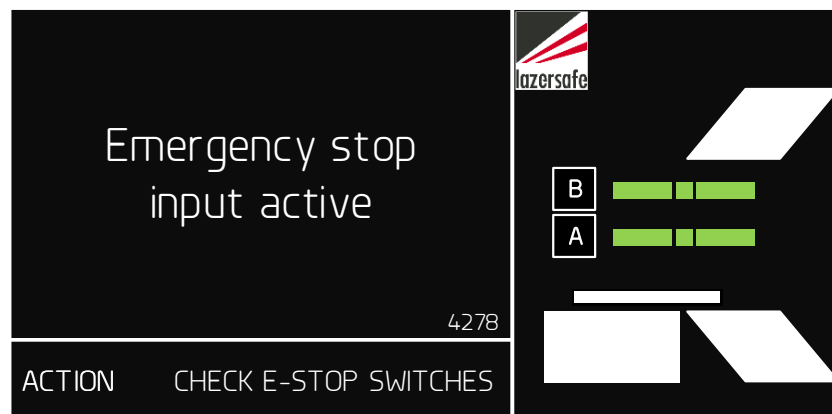 Emergency stop
input active
4278
ACTION CHECK E-STOP SWITCHES
lazersafe
B
A